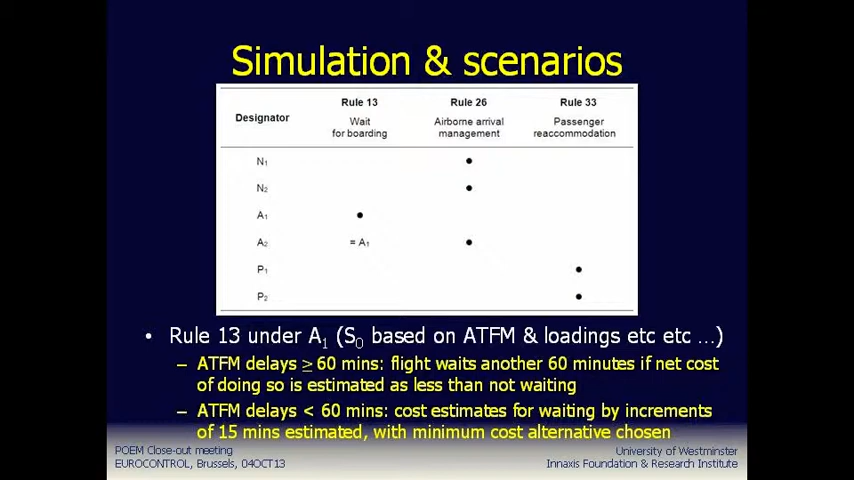 Simulation & scenarios
Designator
Rule 13
Wait
for boarding
Rule 26
Airborne arrival
management
Rule 33
Passenger
reaccommodation
N1 •
N2 •
A1 •
A2 = A1 •
P1 •
P2 •
• Rule 13 under A1 (S0 based on ATFM & loadings etc etc …)
– ATFM delays ≥ 60 mins: flight waits another 60 minutes if net cost
of doing so is estimated as less than not waiting
– ATFM delays < 60 mins: cost estimates for waiting by increments
of 15 mins estimated, with minimum cost alternative chosen
POEM Close-out meeting
EUROCONTROL, Brussels, 04OCT13
University of Westminster
Innaxis Foundation & Research Institute